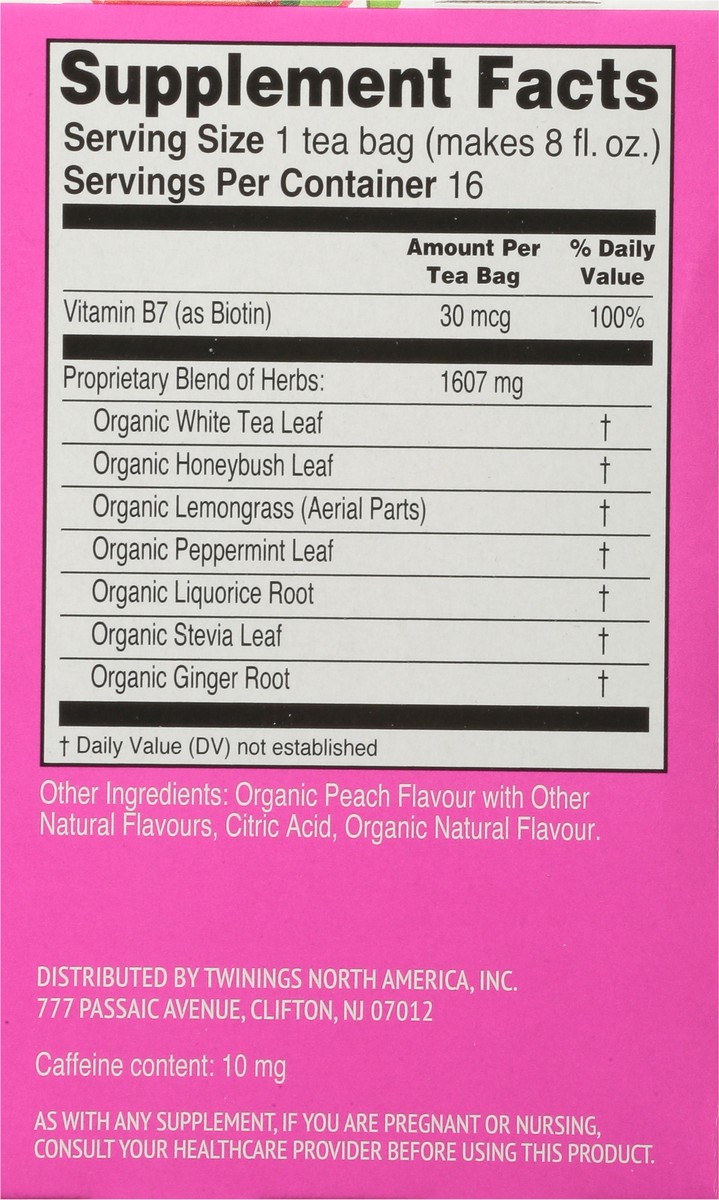 Supplement Facts
Serving Size 1 tea bag (makes 8 fl. oz.)
Servings Per Container 16
Amount Per Tea Bag % Daily Value
Vitamin B7 (as Biotin) 30 mcg 100%
Proprietary Blend of Herbs: 1607 mg
Organic White Tea Leaf †
Organic Honeybush Leaf †
Organic Lemongrass (Aerial Parts) †
Organic Peppermint Leaf †
Organic Liquorice Root †
Organic Stevia Leaf †
Organic Ginger Root †
† Daily Value (DV) not established
Other Ingredients: Organic Peach Flavour with Other
Natural Flavours, Citric Acid, Organic Natural Flavour.
DISTRIBUTED BY TWININGS NORTH AMERICA, INC.
777 PASSAIC AVENUE, CLIFTON, NJ 07012
Caffeine content: 10 mg
AS WITH ANY SUPPLEMENT, IF YOU ARE PREGNANT OR NURSING,
CONSULT YOUR HEALTHCARE PROVIDER BEFORE USING THIS PRODUCT.